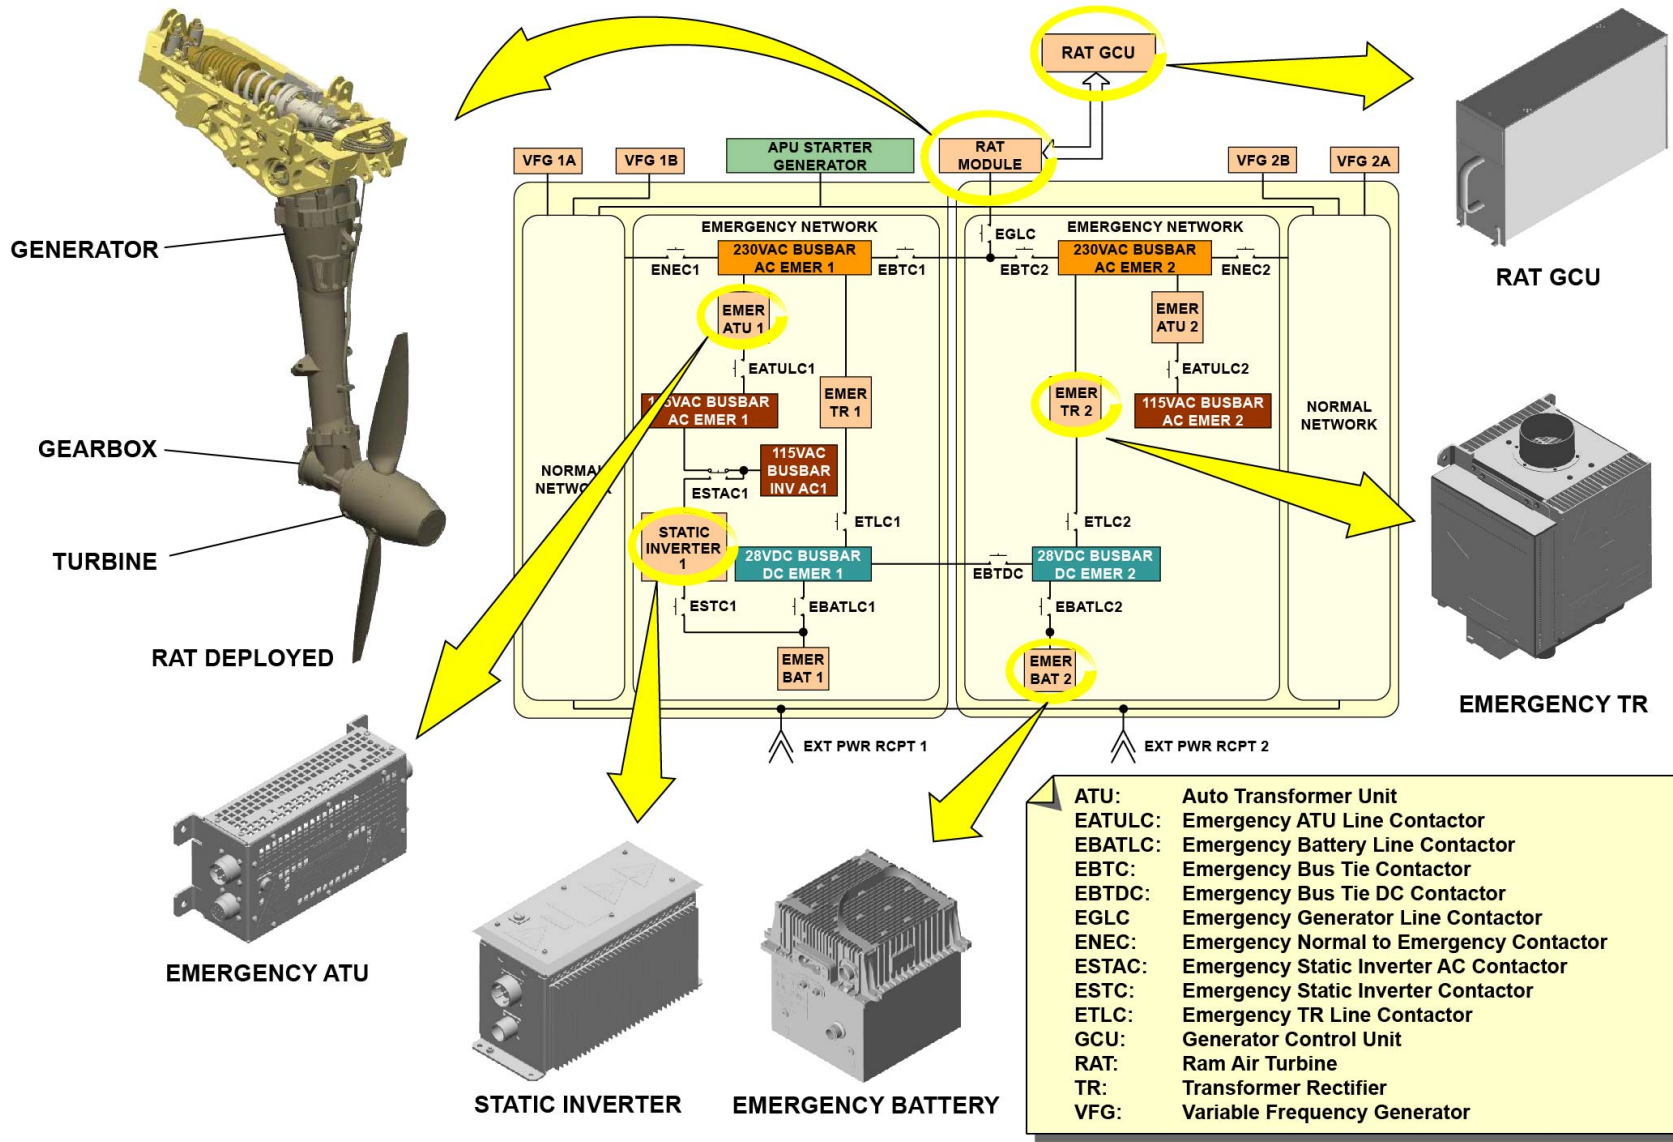 RAT GCU
APU STARTER
GENERATOR
RAT
MODULE
VFG 1A
VFG 1B
VFG 2B
VFG 2A
GENERATOR
GEARBOX
TURBINE
RAT DEPLOYED
RAT GCU
EMERGENCY NETWORK
230VAC BUSBAR
AC EMER 1
ENEC1
EBTC1
EGLC
EBTC2
EMERGENCY NETWORK
230VAC BUSBAR
AC EMER 2
ENEC2
EMER
ATU 1
EATULC1
115VAC BUSBAR
AC EMER 1
EMER
TR 1
EMER
ATU 2
EATULC2
EMER
TR 2
115VAC BUSBAR
AC EMER 2
NORMAL
NETWORK
NORMAL
NETWORK
115VAC
BUSBAR
INV AC1
ESTAC1
STATIC
INVERTER
1
ETLC1
ETLC2
28VDC BUSBAR
DC EMER 1
EBTDC
28VDC BUSBAR
DC EMER 2
ESTC1
EBATLC1
EBATLC2
EMER
BAT 1
EMER
BAT 2
EXT PWR RCPT 1
EXT PWR RCPT 2
EMERGENCY TR
EMERGENCY ATU
STATIC INVERTER
EMERGENCY BATTERY
ATU: Auto Transformer Unit
EATULC: Emergency ATU Line Contactor
EBATLC: Emergency Battery Line Contactor
EBTC: Emergency Bus Tie Contactor
EBTDC: Emergency Bus Tie DC Contactor
EGLC Emergency Generator Line Contactor
ENEC: Emergency Normal to Emergency Contactor
ESTAC: Emergency Static Inverter AC Contactor
ESTC: Emergency Static Inverter Contactor
ETLC: Emergency TR Line Contactor
GCU: Generator Control Unit
RAT: Ram Air Turbine
TR: Transformer Rectifier
VFG: Variable Frequency Generator